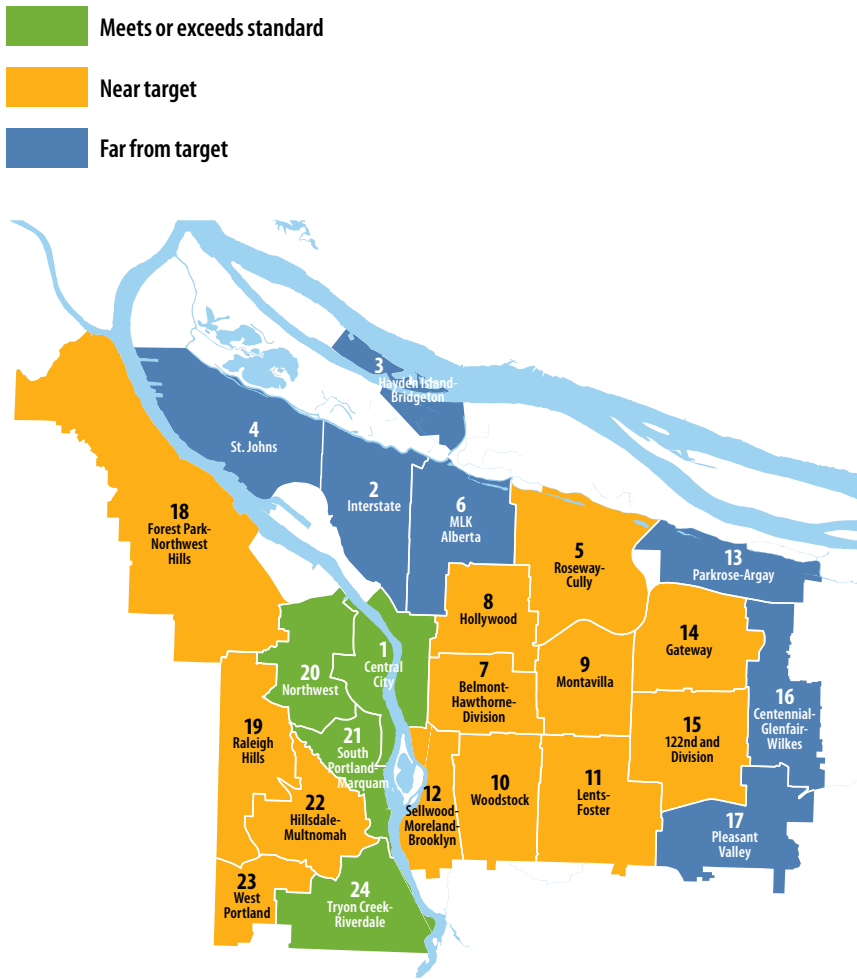 Meets or exceeds standard
Near target
Far from target
3
Hayden Island-
Bridgeton
4
St. Johns
2
Interstate
6
MLK
Alberta
18
Forest Park-
Northwest
Hills
5
Roseway-
Cully
13
Parkrose-Argay
8
Hollywood
14
Gateway
1
Central
City
20
Northwest
7
Belmont-
Hawthorne-
Division
9
Montavilla
16
Centennial-
Glenfair-
Wilkes
19
Raleigh
Hills
21
South
Portland-
Marquam
15
122nd and
Division
12
Sellwood-
Moreland-
Brooklyn
10
Woodstock
11
Lents-
Foster
22
Hillsdale-
Multnomah
17
Pleasant
Valley
23
West
Portland
24
Tryon Creek-
Riverdale